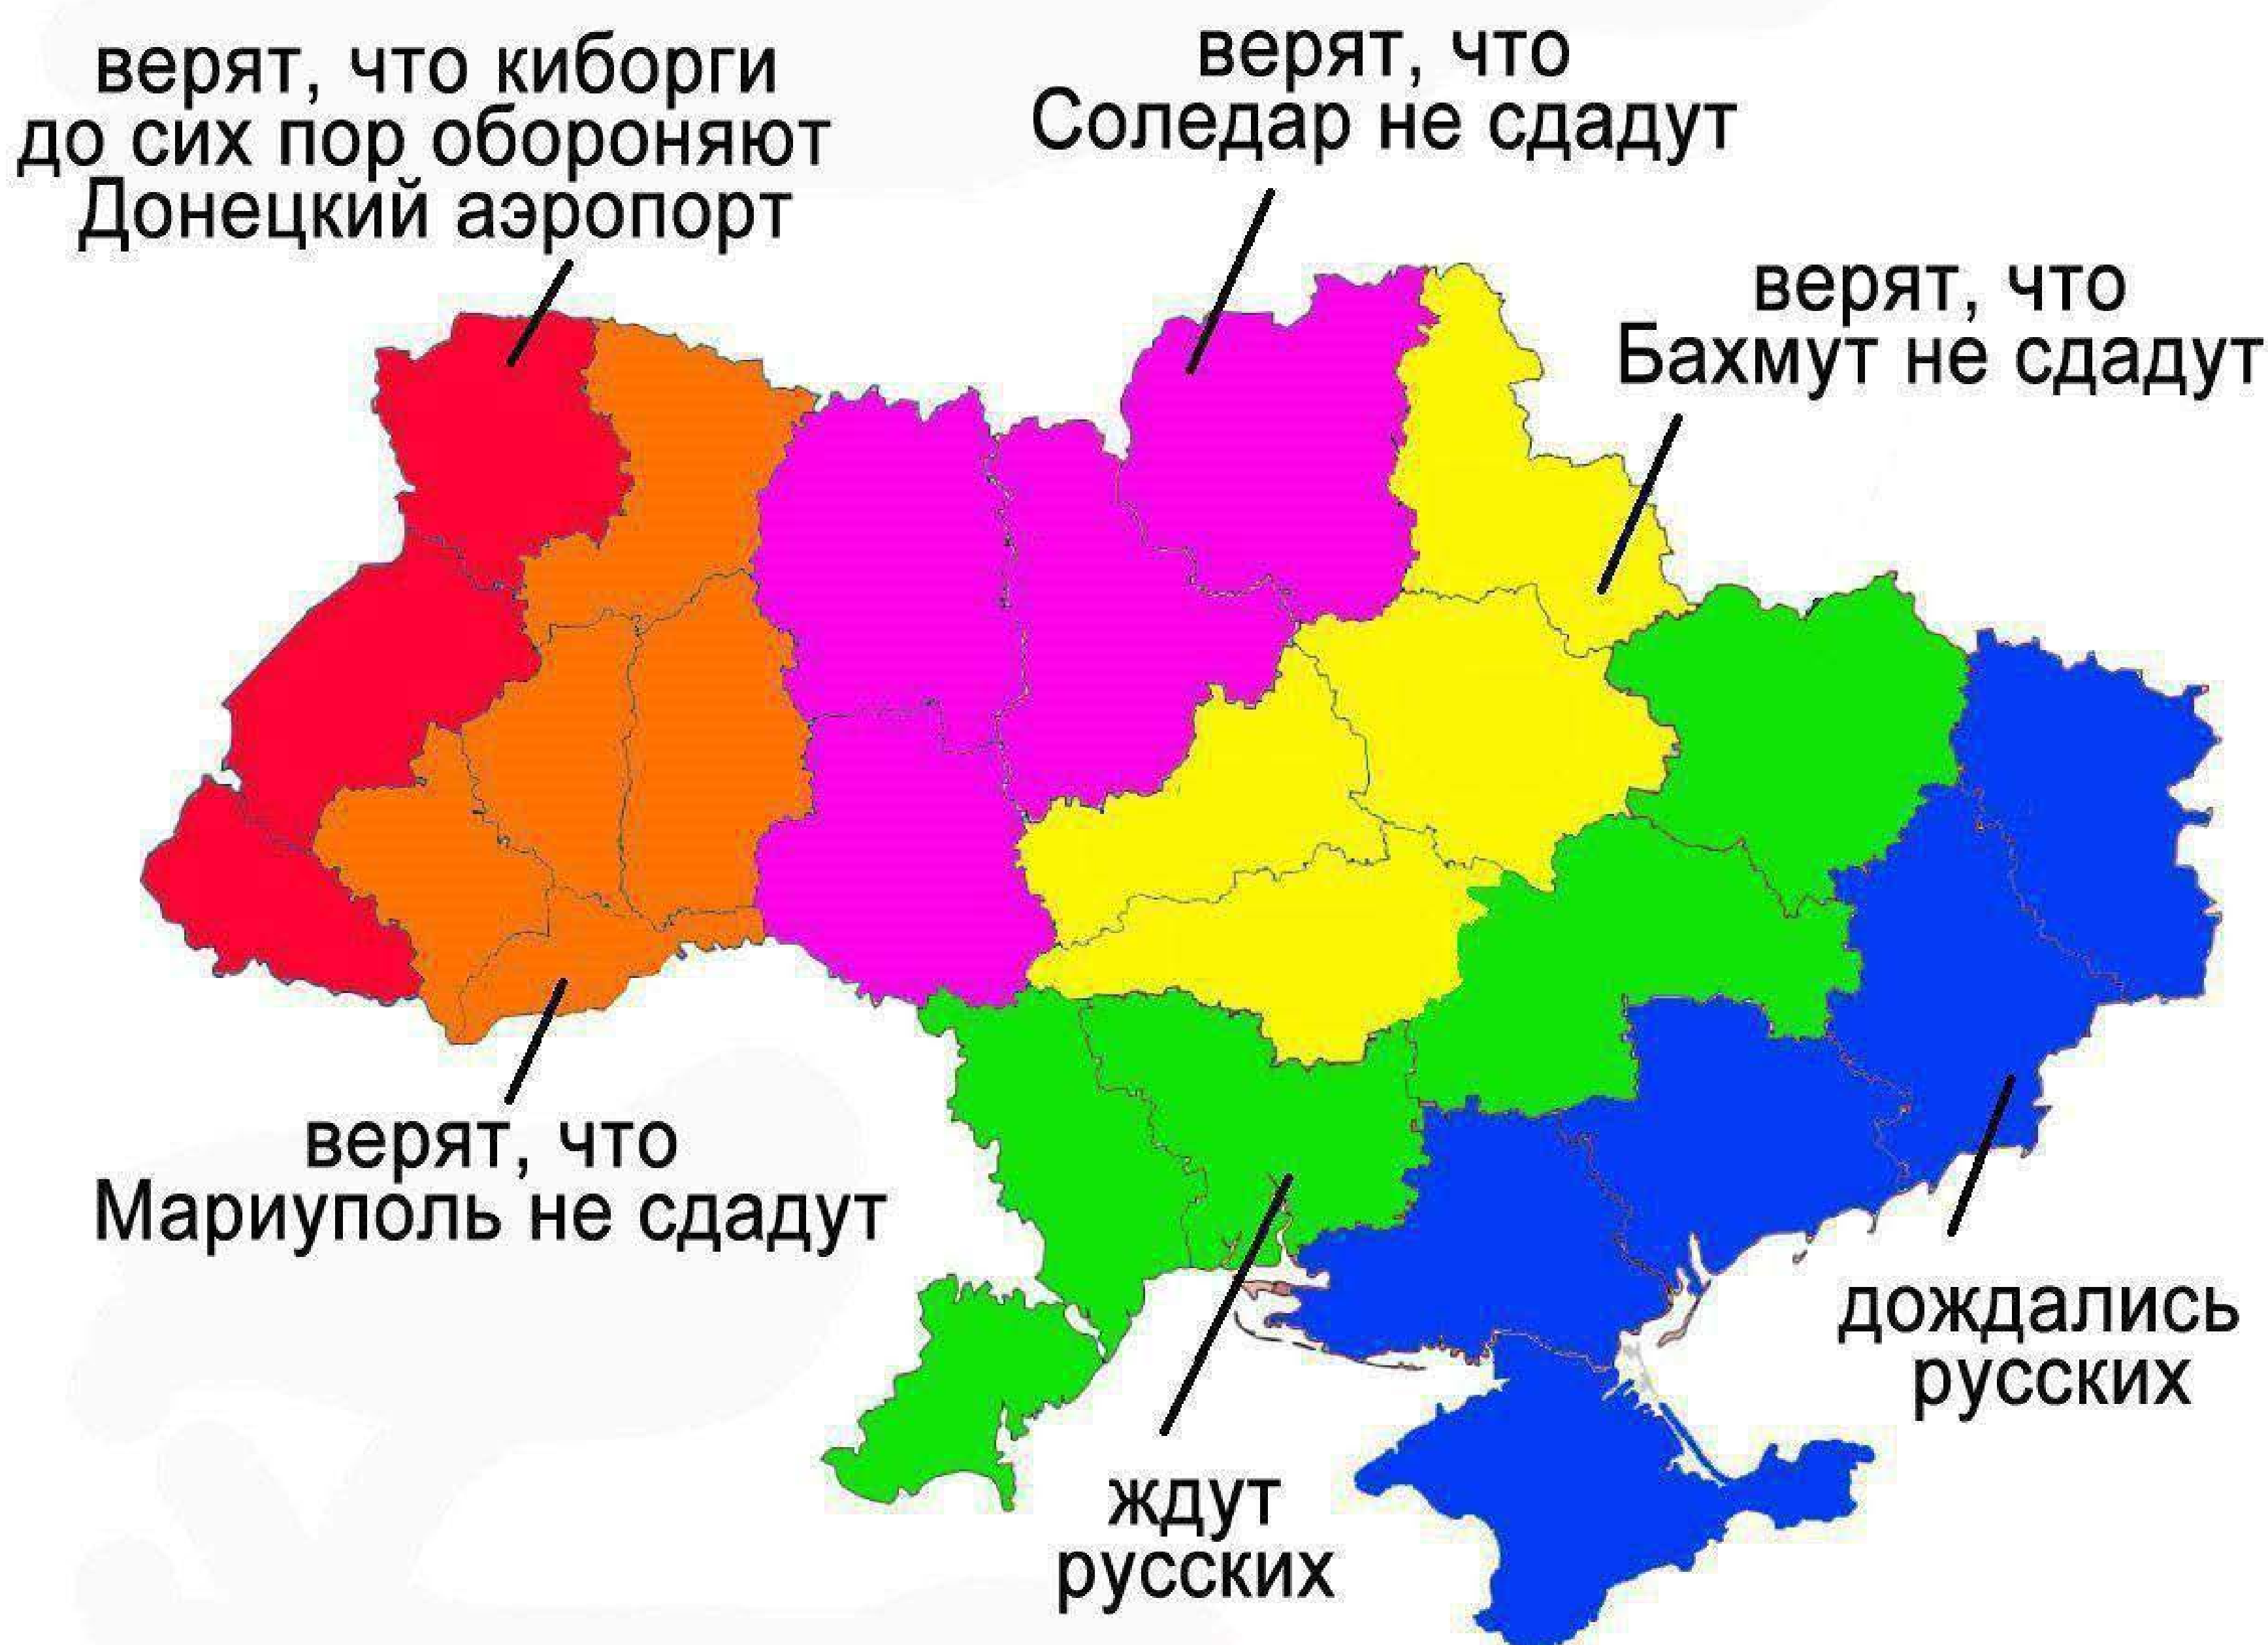 верят, что киборги
до сих пор обороняют
Донецкий аэропорт
верят, что
Соледар не сдадут
верят, что
Бахмут не сдадут
верят, что
Мариуполь не сдадут
дождались
русских
ждут
русских